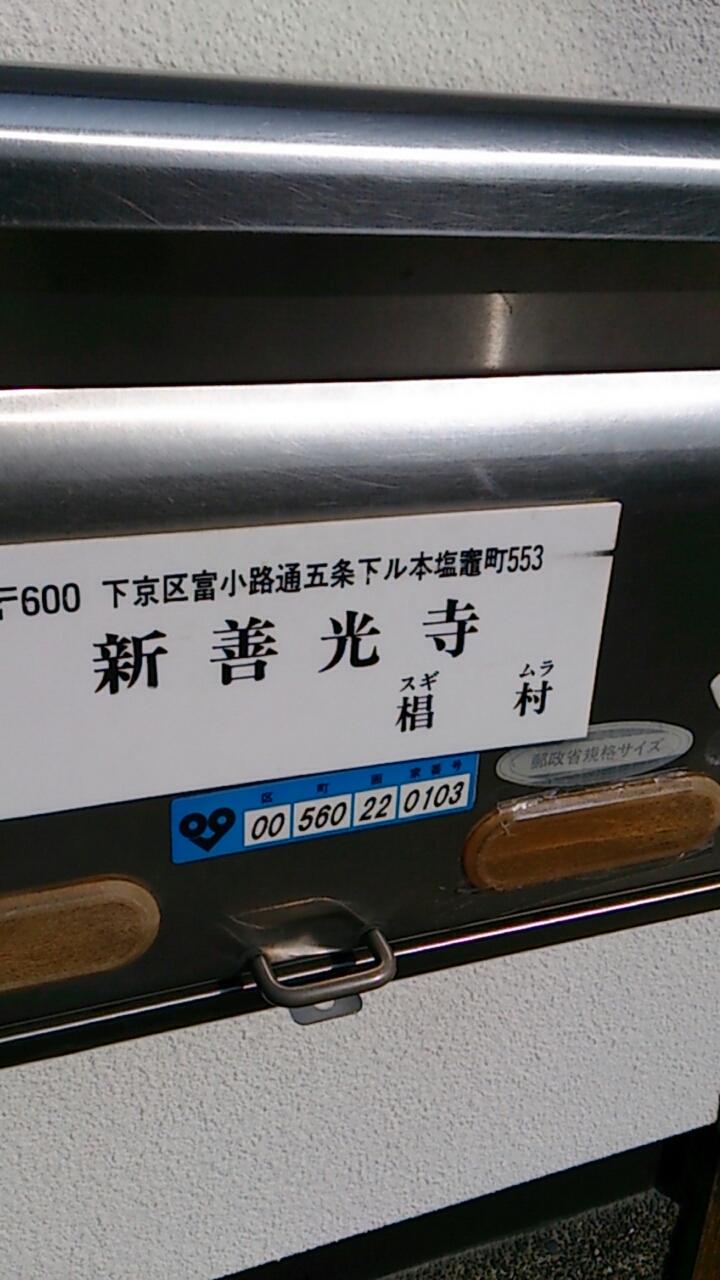 〒600 下京区富小路通五条下ル本塩竈町553
新善光寺
スギ ムラ
椙 村
郵政省規格サイズ
区 町 画 家番号
00 560 22 0103